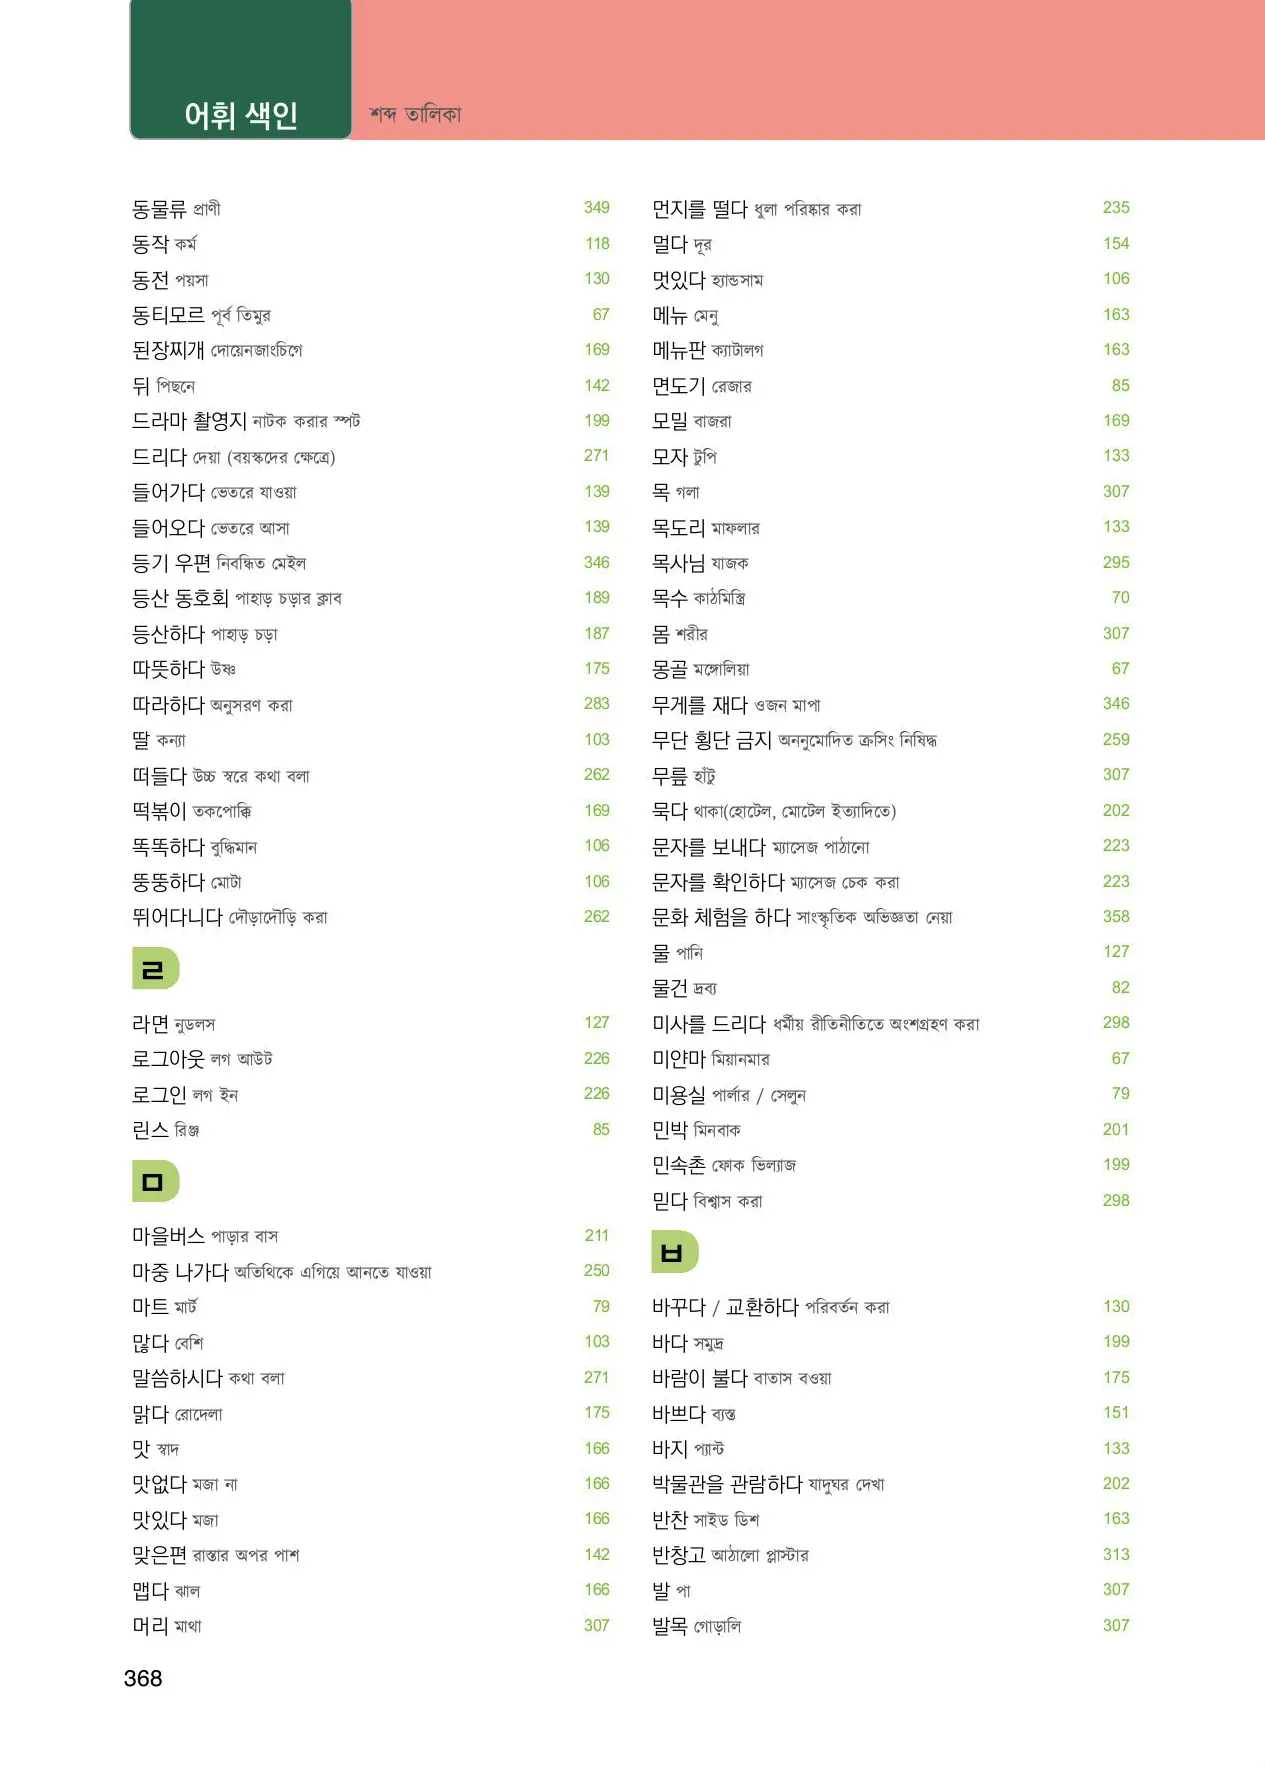 어휘 색인 শব্দ তালিকা
동물류 প্রাণী 349
동작 কর্ম 118
동전 পয়সা 130
동티모르 পূর্ব তিমুর 67
된장찌개 দোয়েনজাংচিগে 169
뒤 পিছনে 142
드라마 촬영지 নাটক করার স্পট 199
드리다 দেয়া (বয়স্কদের ক্ষেত্রে) 271
들어가다 ভেতরে যাওয়া 139
들어오다 ভেতরে আসা 139
등기 우편 নিবন্ধিত মেইল 346
등산 동호회 পাহাড় চড়ার ক্লাব 189
등산하다 পাহাড় চড়া 187
따뜻하다 উষ্ণ 175
따라하다 অনুসরণ করা 283
딸 কন্যা 103
떠들다 উচ্চ স্বরে কথা বলা 262
떡볶이 তকপোক্কি 169
똑똑하다 বুদ্ধিমান 106
뚱뚱하다 মোটা 106
뛰어다니다 দৌড়াদৌড়ি করা 262
ㄹ
라면 নুডলস 127
로그아웃 লগ আউট 226
로그인 লগ ইন 226
린스 রিঞ্জ 85
ㅁ
마을버스 পাড়ার বাস 211
마중 나가다 অতিথিকে এগিয়ে আনতে যাওয়া 250
마트 মার্ট 79
많다 বেশি 103
말씀하시다 কথা বলা 271
맑다 রোদেলা 175
맛 স্বাদ 166
맛없다 মজা না 166
맛있다 মজা 166
맞은편 রাস্তার অপর পাশ 142
맵다 ঝাল 166
머리 মাথা 307
먼지를 떨다 ধুলা পরিষ্কার করা 235
멀다 দূর 154
멋있다 হ্যান্ডসাম 106
메뉴 মেনু 163
메뉴판 ক্যাটালগ 163
면도기 রেজার 85
모밀 বাজরা 169
모자 টুপি 133
목 গলা 307
목도리 মাফলার 133
목사님 যাজক 295
목수 কাঠমিস্ত্রি 70
몸 শরীর 307
몽골 মঙ্গোলিয়া 67
무게를 재다 ওজন মাপা 346
무단 횡단 금지 অননুমোদিত ক্রসিং নিষিদ্ধ 259
무릎 হাঁটু 307
묵다 থাকা(হোটেল, মোটেল ইত্যাদিতে) 202
문자를 보내다 ম্যাসেজ পাঠানো 223
문자를 확인하다 ম্যাসেজ চেক করা 223
문화 체험을 하다 সাংস্কৃতিক অভিজ্ঞতা নেয়া 358
물 পানি 127
물건 দ্রব্য 82
미사를 드리다 ধর্মীয় রীতিনীতিতে অংশগ্রহণ করা 298
미얀마 মিয়ানমার 67
미용실 পার্লার / সেলুন 79
민박 মিনবাক 201
민속촌 ফোক ভিল্যাজ 199
믿다 বিশ্বাস করা 298
ㅂ
바꾸다 / 교환하다 পরিবর্তন করা 130
바다 সমুদ্র 199
바람이 불다 বাতাস বওয়া 175
바쁘다 ব্যস্ত 151
바지 প্যান্ট 133
박물관을 관람하다 যাদুঘর দেখা 202
반찬 সাইড ডিশ 163
반창고 আঠালো প্লাস্টার 313
발 পা 307
발목 গোড়ালি 307
368